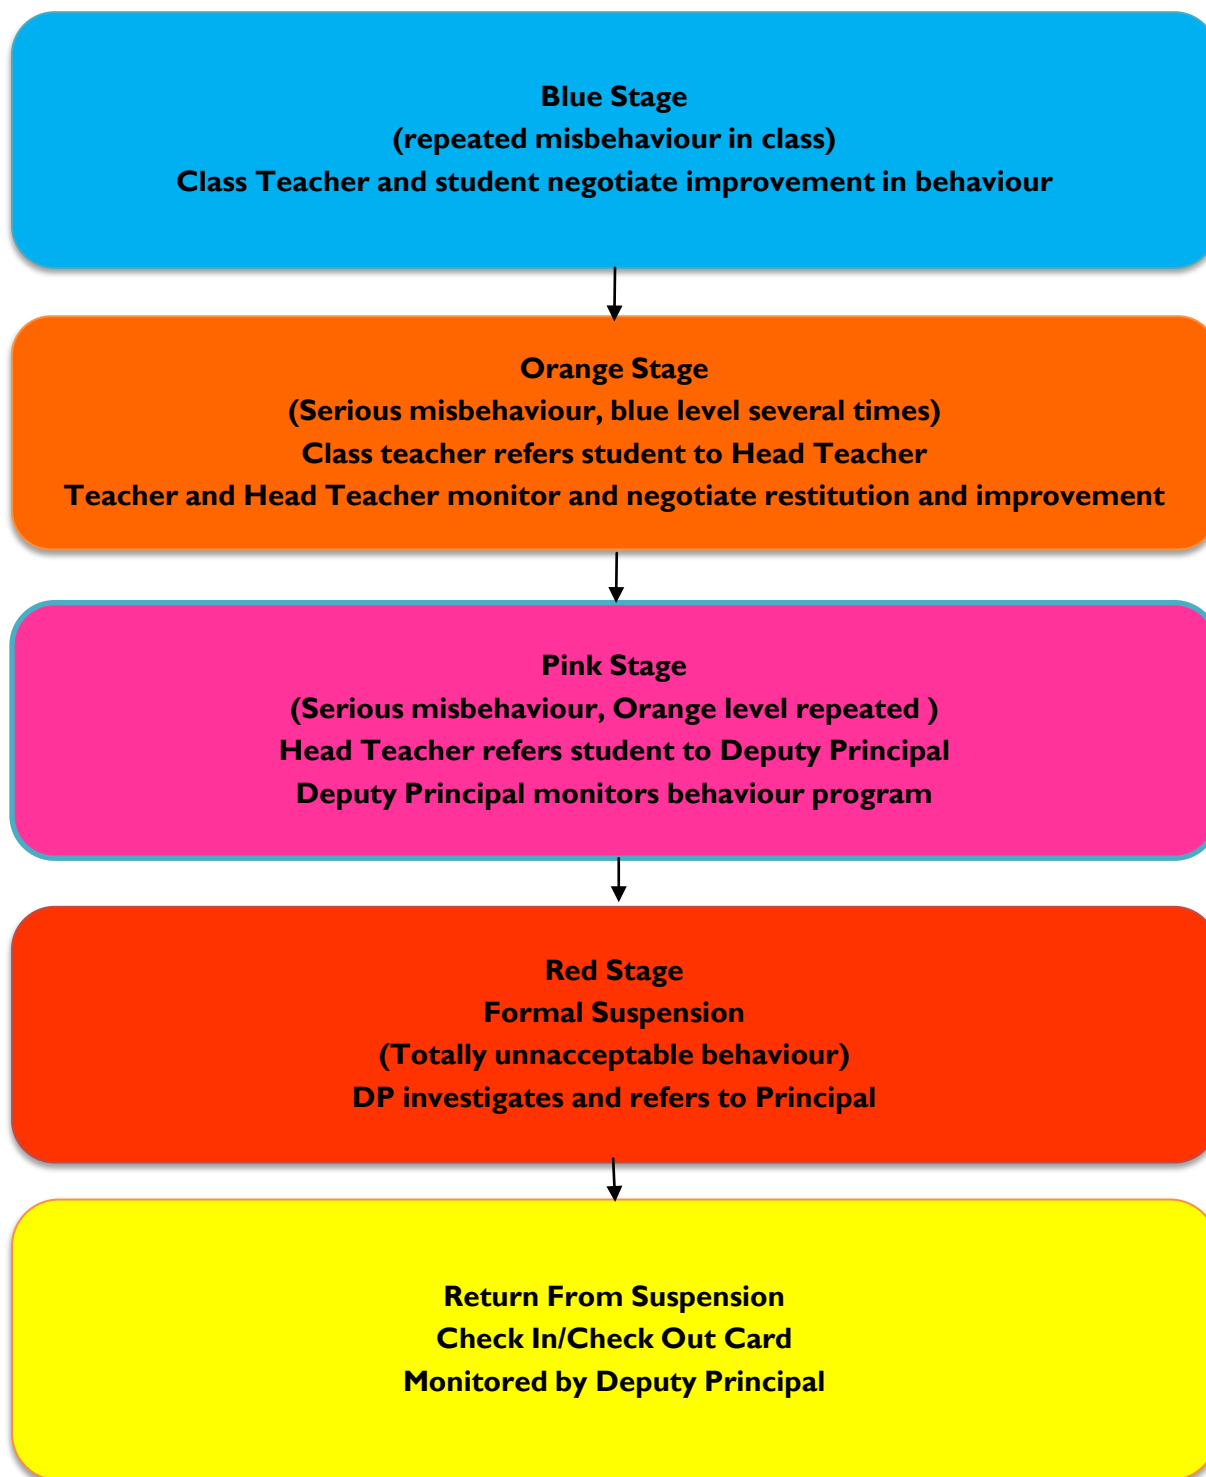 Blue Stage
(repeated misbehaviour in class)
Class Teacher and student negotiate improvement in behaviour
Orange Stage
(Serious misbehaviour, blue level several times)
Class teacher refers student to Head Teacher
Teacher and Head Teacher monitor and negotiate restitution and improvement
Pink Stage
(Serious misbehaviour, Orange level repeated )
Head Teacher refers student to Deputy Principal
Deputy Principal monitors behaviour program
Red Stage
Formal Suspension
(Totally unnacceptable behaviour)
DP investigates and refers to Principal
Return From Suspension
Check In/Check Out Card
Monitored by Deputy Principal